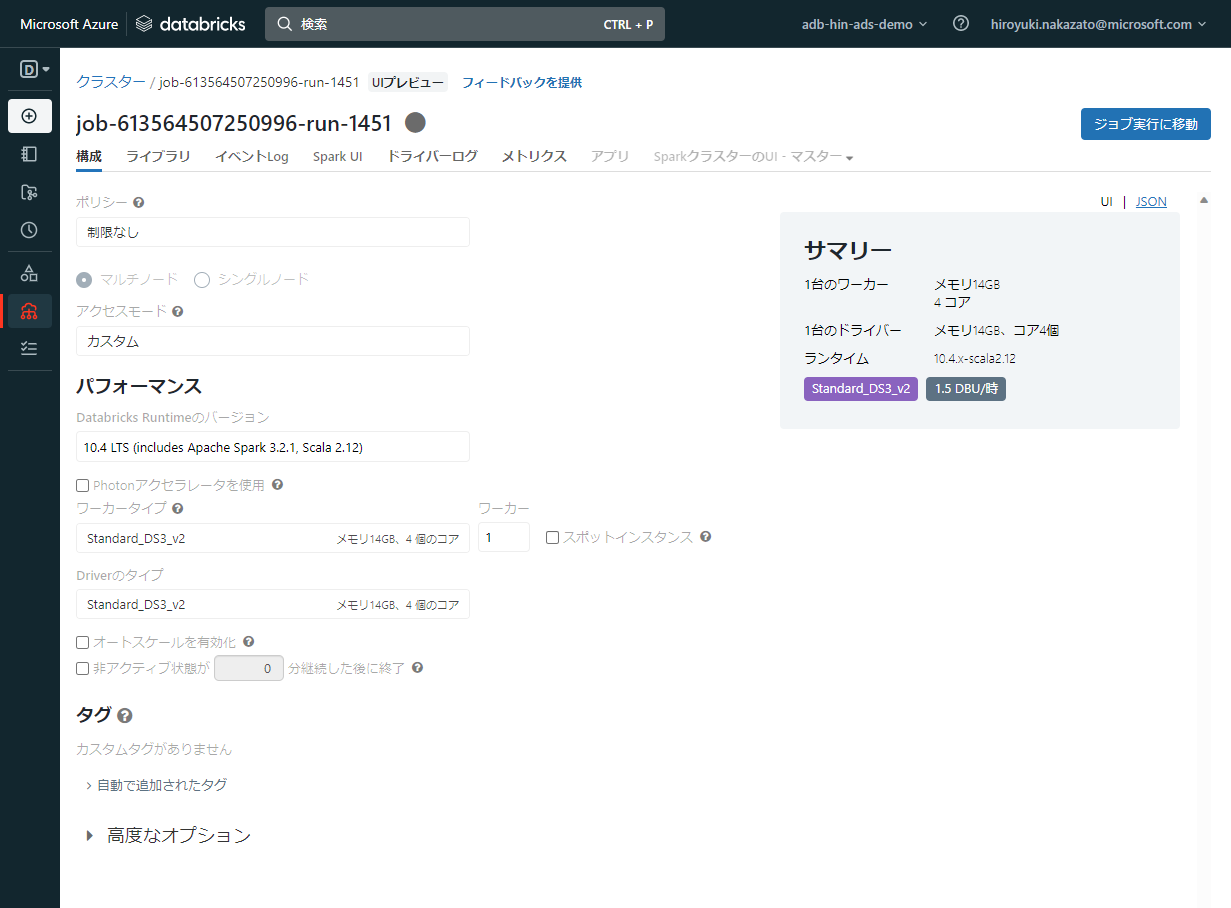 Microsoft Azure databricks 検索 CTRL + P adb-hin-ads-demo hiroyuki.nakazato@microsoft.com
D
クラスター / job-613564507250996-run-1451 UIプレビュー フィードバックを提供
job-613564507250996-run-1451
ジョブ実行に移動
構成 ライブラリ イベントLog Spark UI ドライバーログ メトリクス アプリ SparkクラスターのUI - マスター
UI | JSON
ポリシー
制限なし
マルチノード シングルノード
アクセスモード
カスタム
パフォーマンス
Databricks Runtimeのバージョン
10.4 LTS (includes Apache Spark 3.2.1, Scala 2.12)
Photonアクセラレータを使用
ワーカータイプ ワーカー
Standard_DS3_v2 メモリ14GB、4 個のコア 1 スポットインスタンス
Driverのタイプ
Standard_DS3_v2 メモリ14GB、4 個のコア
オートスケールを有効化
非アクティブ状態が 0 分継続した後に終了
タグ
カスタムタグがありません
自動で追加されたタグ
高度なオプション
サマリー
1台のワーカー メモリ14GB
4 コア
1台のドライバー メモリ14GB、コア4個
ランタイム 10.4.x-scala2.12
Standard_DS3_v2 1.5 DBU/時